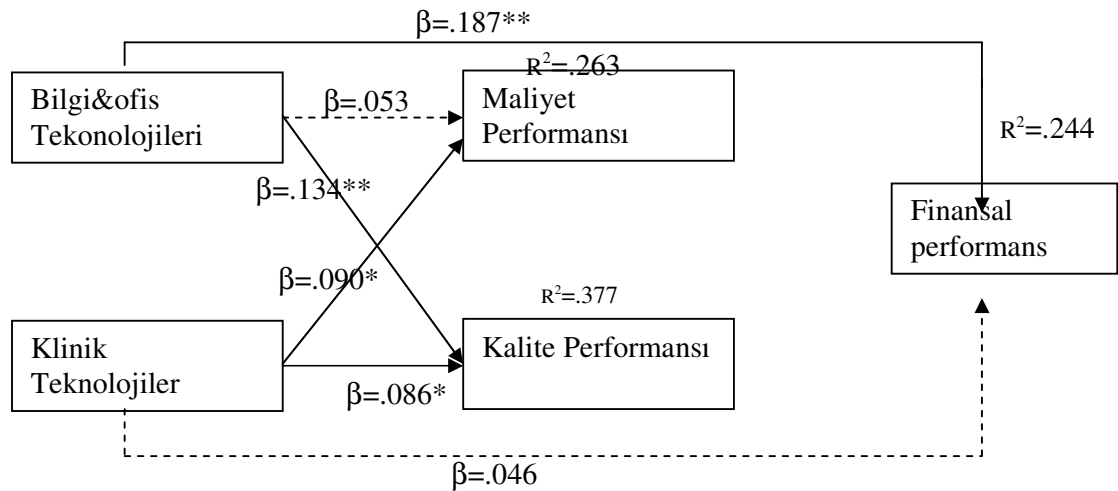 β=.187**
R²=.263
Bilgi&ofis
Tekonolojileri
β=.053
Maliyet
Performansı
R²=.244
β=.134**
Finansal
performans
β=.090*
R²=.377
Klinik
Teknolojiler
Kalite Performansı
β=.086*
β=.046